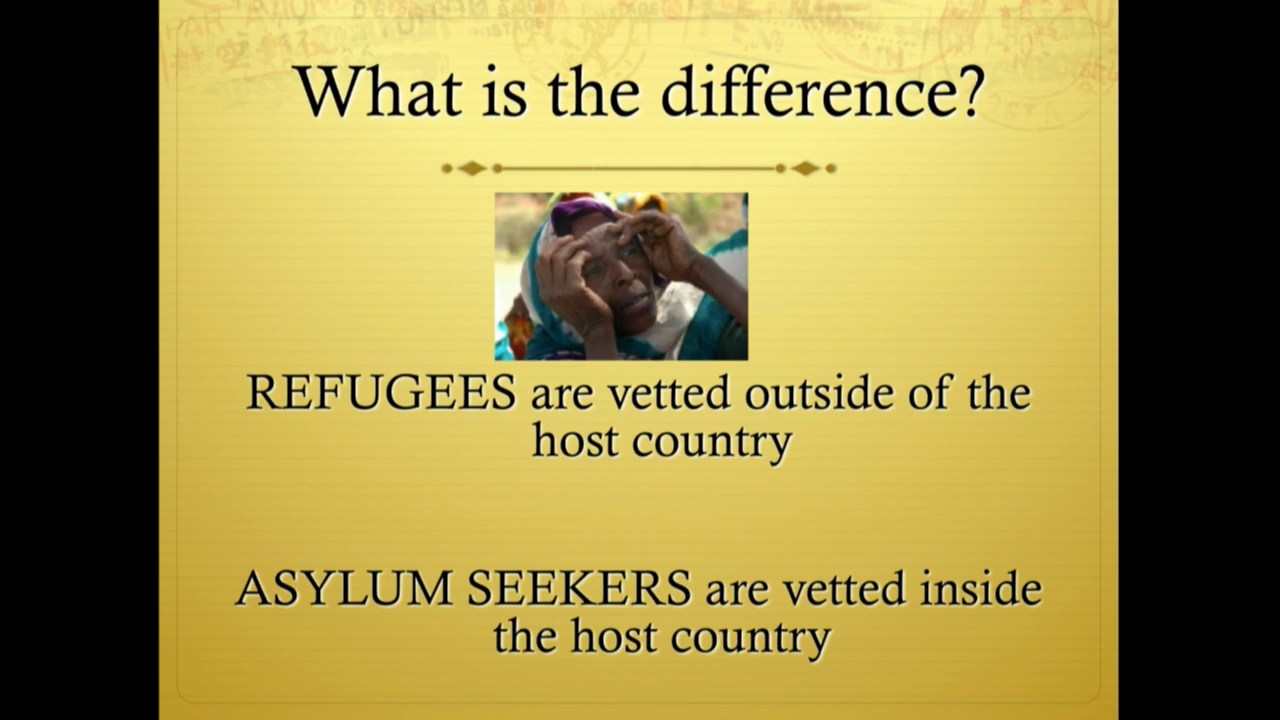 What is the difference?
REFUGEES are vetted outside of the
host country
ASYLUM SEEKERS are vetted inside
the host country